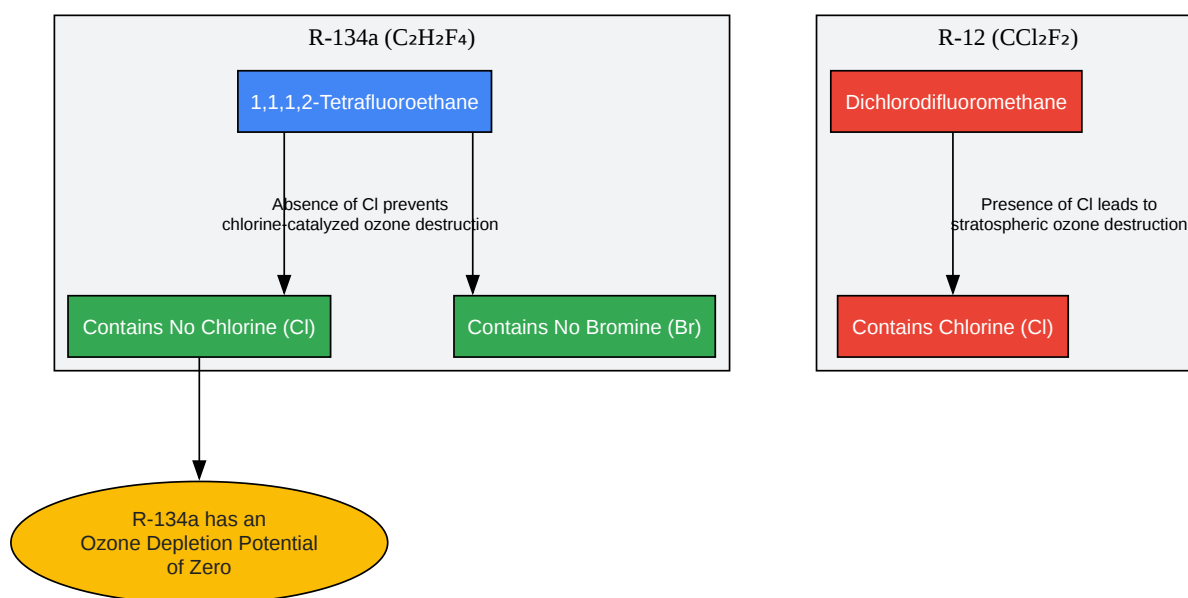 R-134a (C₂H₂F₄)
1,1,1,2-Tetrafluoroethane
Absence of Cl prevents
chlorine-catalyzed ozone destruction
Contains No Chlorine (Cl)
Contains No Bromine (Br)
R-134a has an
Ozone Depletion Potential
of Zero
R-12 (CCl₂F₂)
Dichlorodifluoromethane
Presence of Cl leads to
stratospheric ozone destruction
Contains Chlorine (Cl)